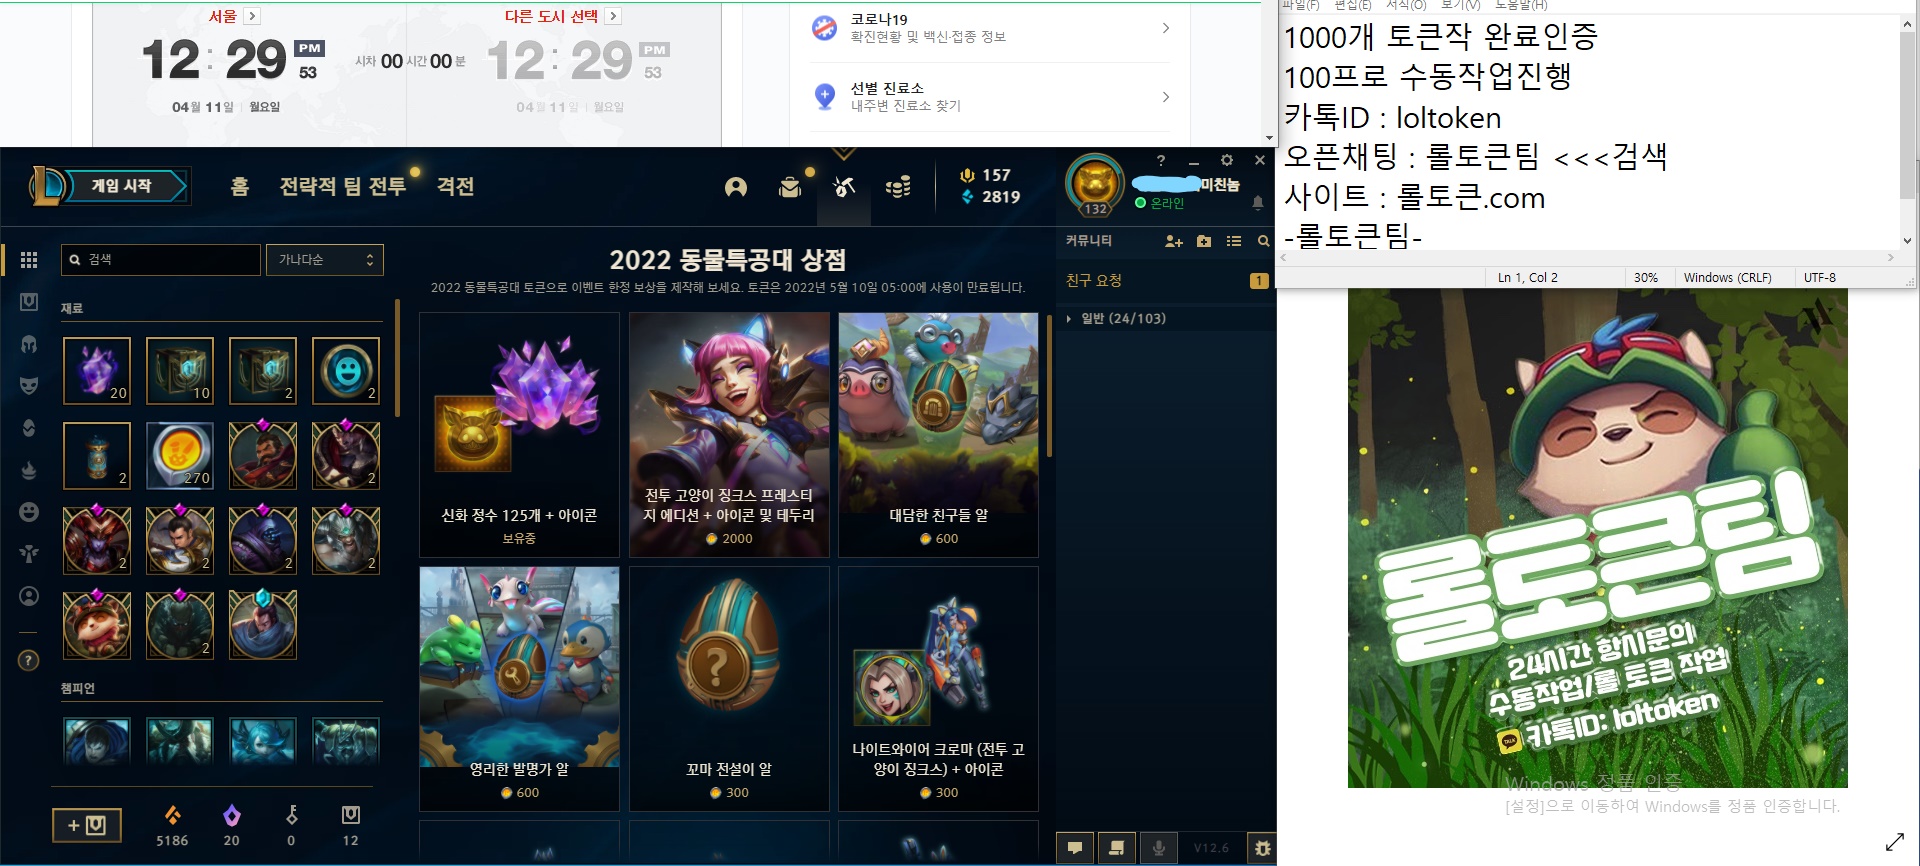 서울
다른 도시 선택
12:29 PM 53
시차 00 시간 00 분
12:29 PM 53
04월 11일 월요일
04월 11일 월요일
코로나19
확진현황 및 백신·접종 정보
선별 진료소
내주변 진료소 찾기
파일(F) 편집(E) 서식(O) 보기(V) 도움말(H)
1000개 토큰작 완료인증
100프로 수동작업진행
카톡ID : loltoken
오픈채팅 : 롤토큰팀 <<<검색
사이트 : 롤토큰.com
-롤토큰팀-
Ln 1, Col 2 30% Windows (CRLF) UTF-8
게임 시작
홈 전략적 팀 전투 격전
157
2819
132
미친놈
온라인
커뮤니티
친구 요청 1
일반 (24/103)
검색
가나다순
재료
20 10 2 2
2 270 2
2 2 2 2
2
챔피언
5186 20 0 12
2022 동물특공대 상점
2022 동물특공대 토큰으로 이벤트 한정 보상을 제작해 보세요. 토큰은 2022년 5월 10일 05:00에 사용이 만료됩니다.
신화 정수 125개 + 아이콘
보유중
전투 고양이 징크스 프레스티
지 에디션 + 아이콘 및 테두리
2000
대담한 친구들 알
600
영리한 발명가 알
600
꼬마 전설이 알
300
나이트와이어 크로마 (전투 고
양이 징크스) + 아이콘
300
V12.6
롤토큰팀
24시간 항시문의
수동작업/롤 토큰 작업
TALK 카톡ID: loltoken
Windows 정품 인증
[설정]으로 이동하여 Windows를 정품 인증합니다.